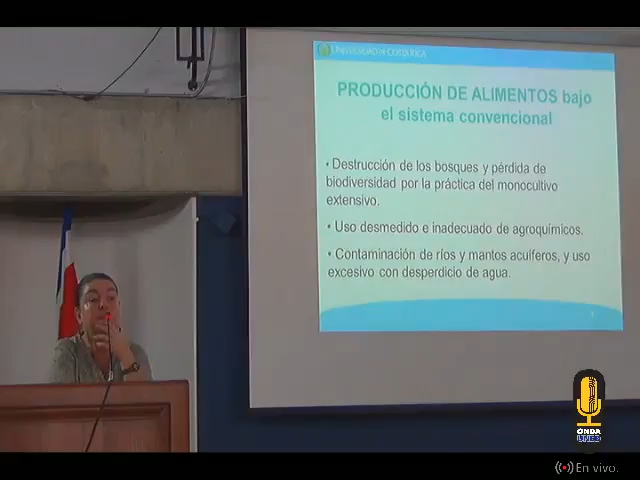 UNIVERSIDAD DE COSTA RICA
PRODUCCIÓN DE ALIMENTOS bajo
el sistema convencional
• Destrucción de los bosques y pérdida de
biodiversidad por la práctica del monocultivo
extensivo.
• Uso desmedido e inadecuado de agroquímicos.
• Contaminación de ríos y mantos acuíferos, y uso
excesivo con desperdicio de agua.
ONDA
UNED
En vivo.